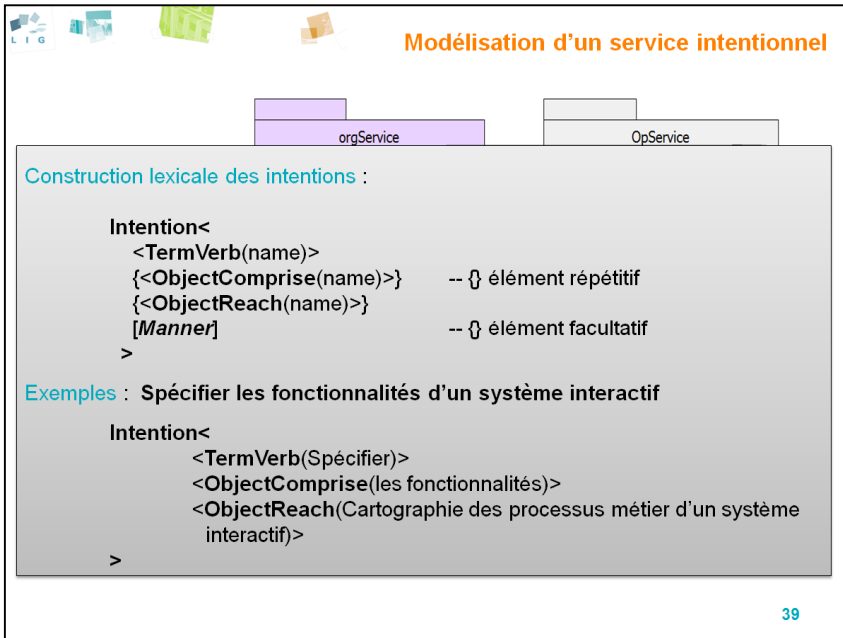 L I G
Modélisation d'un service intentionnel
orgService
OpService
Construction lexicale des intentions :
Intention<
<TermVerb(name)>
{<ObjectComprise(name)>} -- {} élément répétitif
{<ObjectReach(name)>}
[Manner] -- {} élément facultatif
>
Exemples : Spécifier les fonctionnalités d'un système interactif
Intention<
<TermVerb(Spécifier)>
<ObjectComprise(les fonctionnalités)>
<ObjectReach(Cartographie des processus métier d'un système
interactif)>
>
39